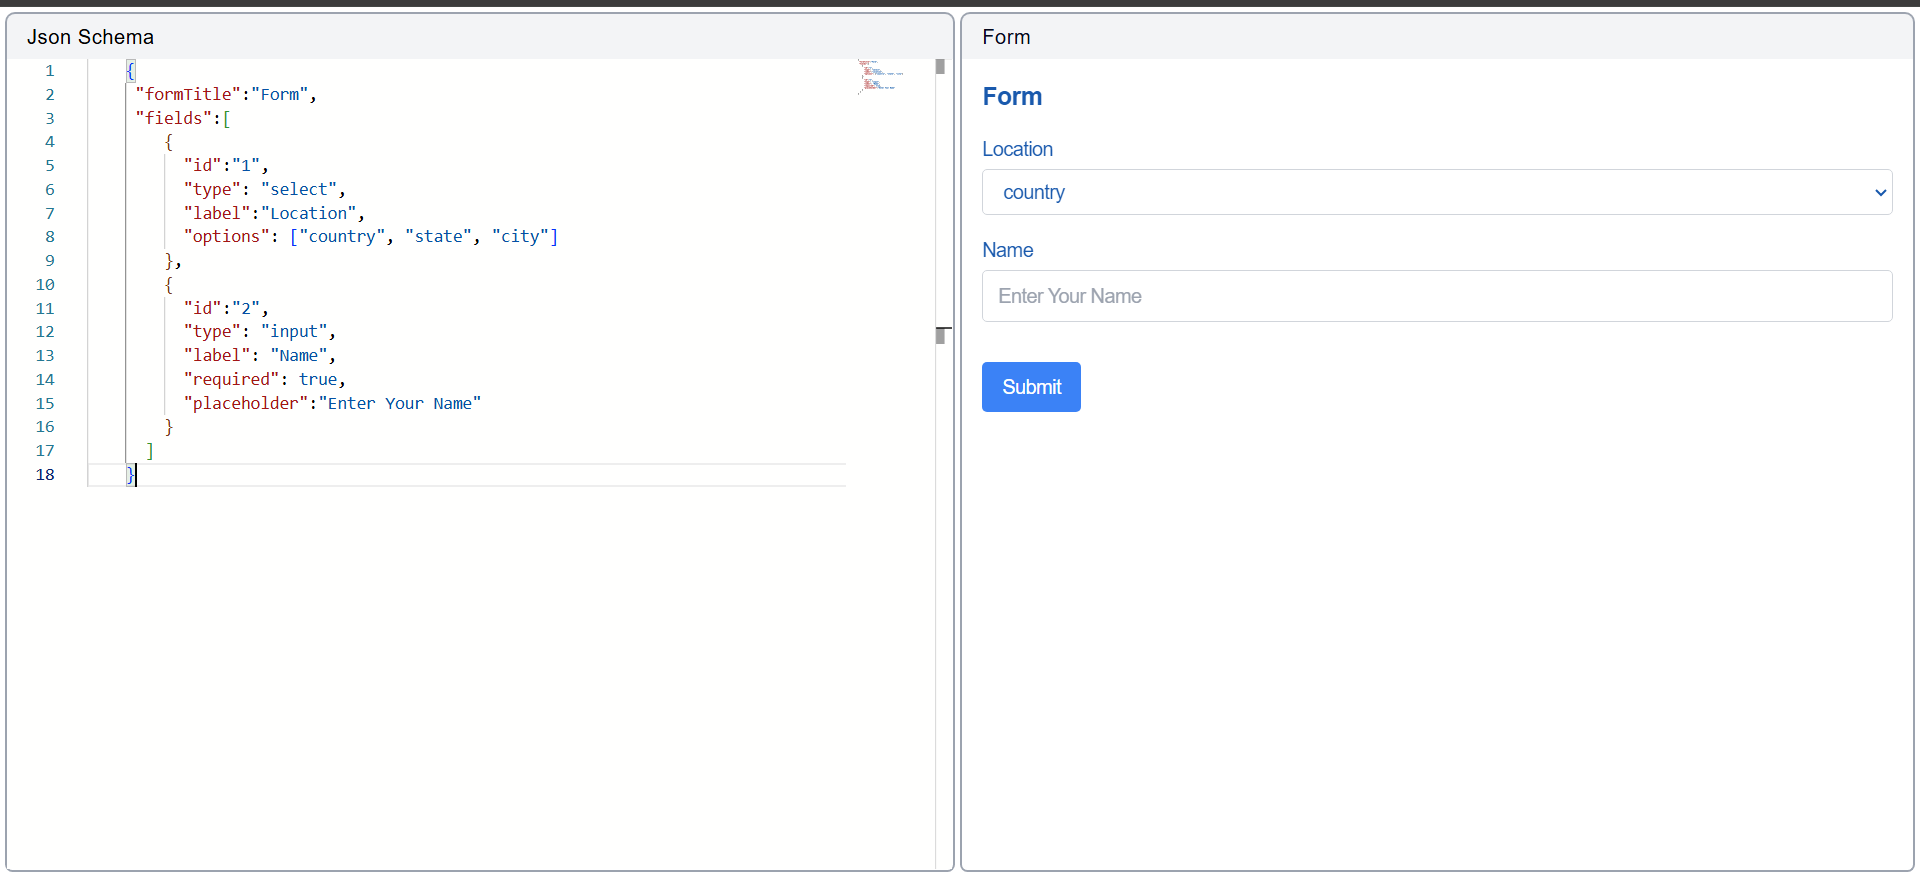 Json Schema
1 {
2 "formTitle":"Form",
3 "fields":[
4 {
5 "id":"1",
6 "type": "select",
7 "label":"Location",
8 "options": ["country", "state", "city"]
9 },
10 {
11 "id":"2",
12 "type": "input",
13 "label": "Name",
14 "required": true,
15 "placeholder":"Enter Your Name"
16 }
17 ]
18 }
Form
Form
Location
country
Name
Enter Your Name
Submit